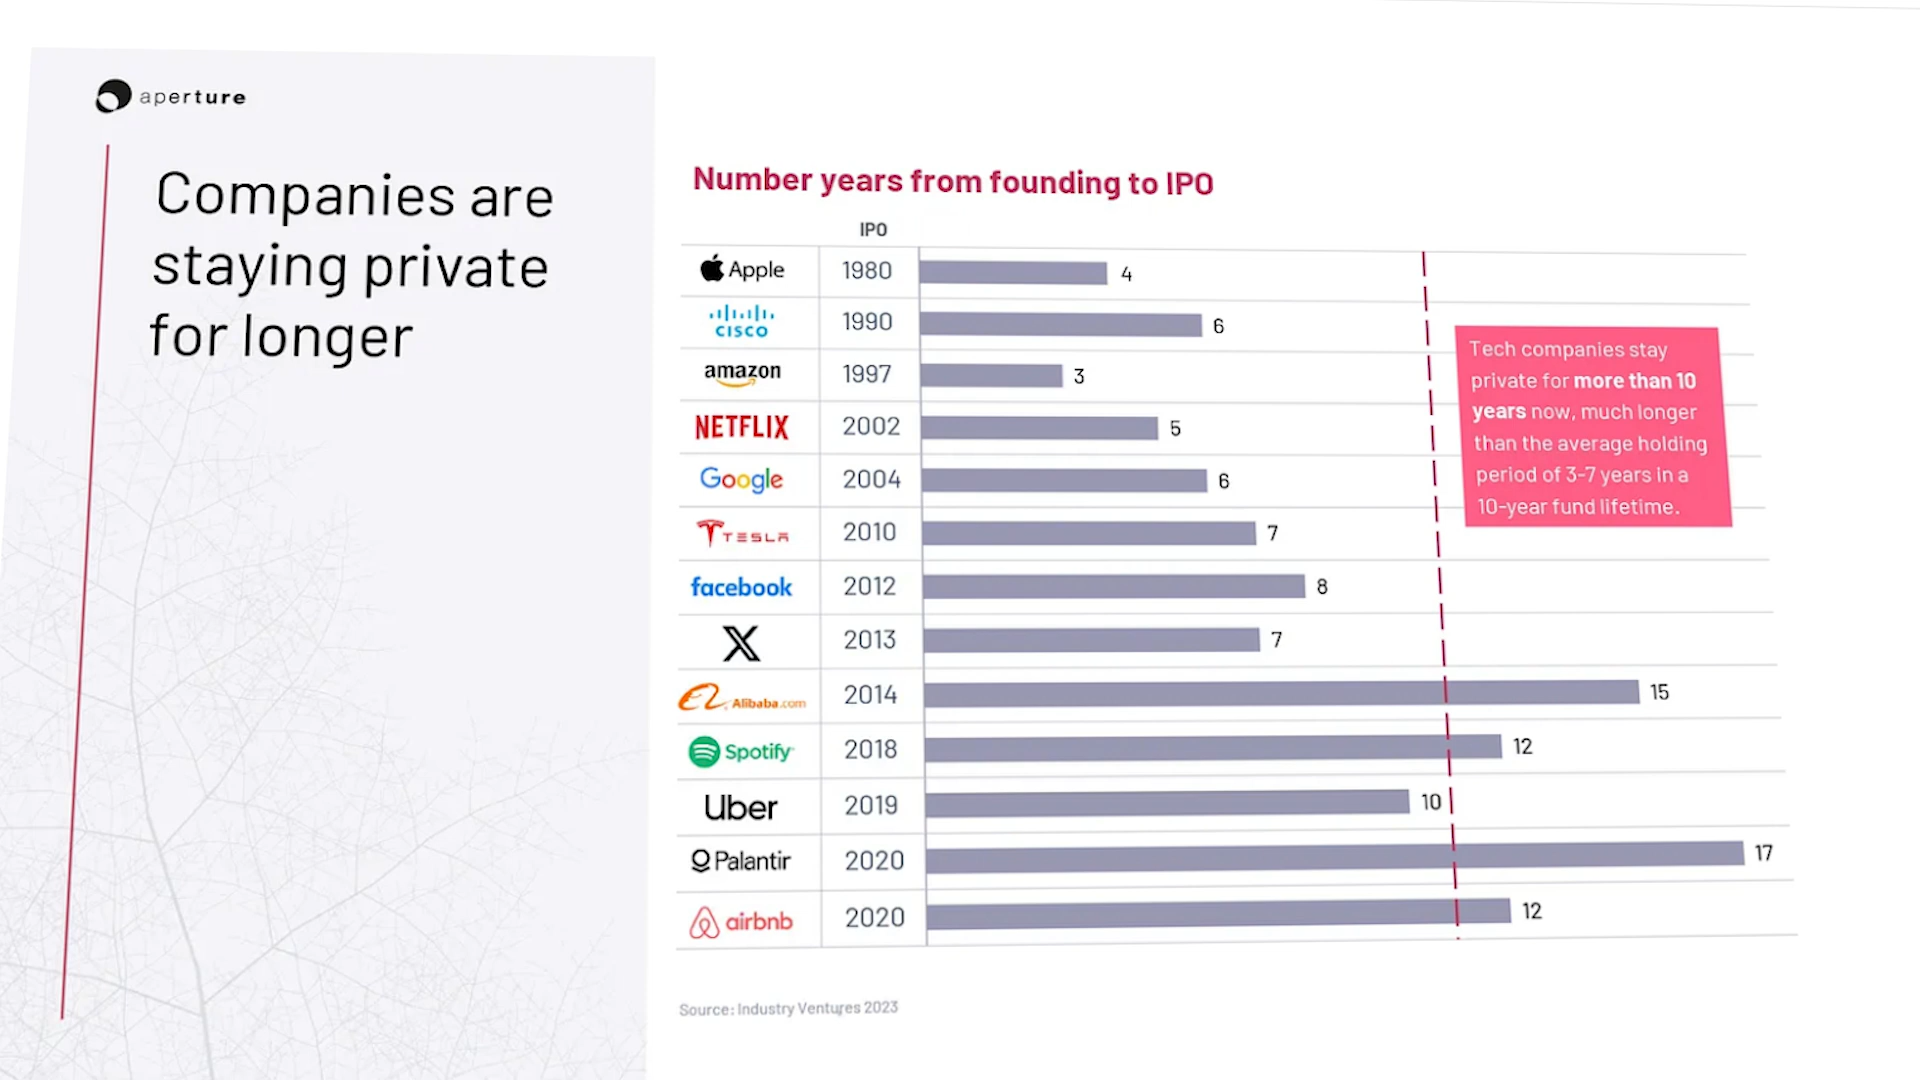 aperture
Companies are
staying private
for longer
Number years from founding to IPO
IPO
Apple 1980 4
CISCO 1990 6
amazon 1997 3
NETFLIX 2002 5
Google 2004 6
TESLA 2010 7
facebook 2012 8
X 2013 7
Alibaba.com 2014 15
Spotify 2018 12
Uber 2019 10
Palantir 2020 17
airbnb 2020 12
Tech companies stay
private for more than 10
years now, much longer
than the average holding
period of 3-7 years in a
10-year fund lifetime.
Source: Industry Ventures 2023